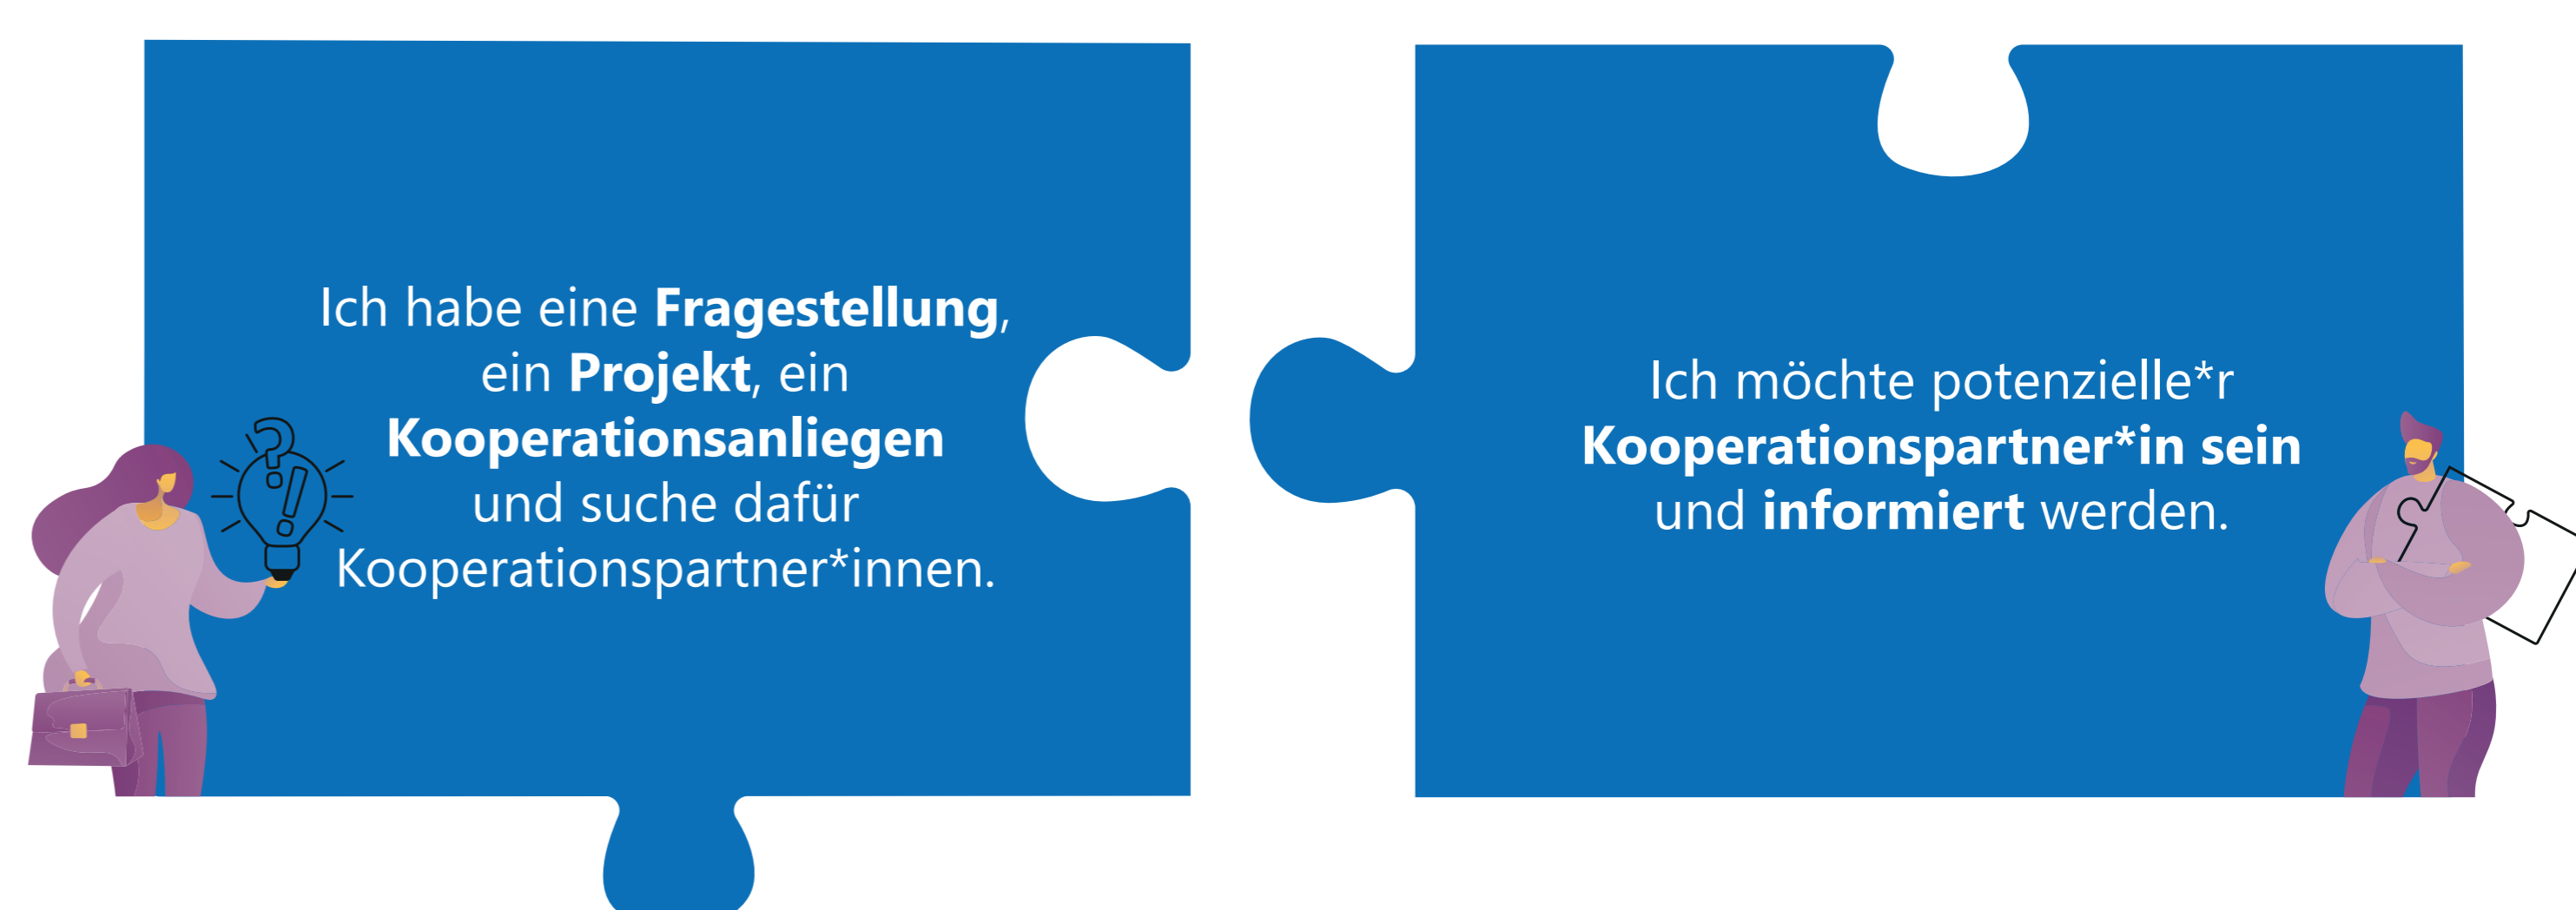 Ich habe eine Fragestellung,
ein Projekt, ein
Kooperationsanliegen
und suche dafür
Kooperationspartner*innen.
Ich möchte potenzielle*r
Kooperationspartner*in sein
und informiert werden.